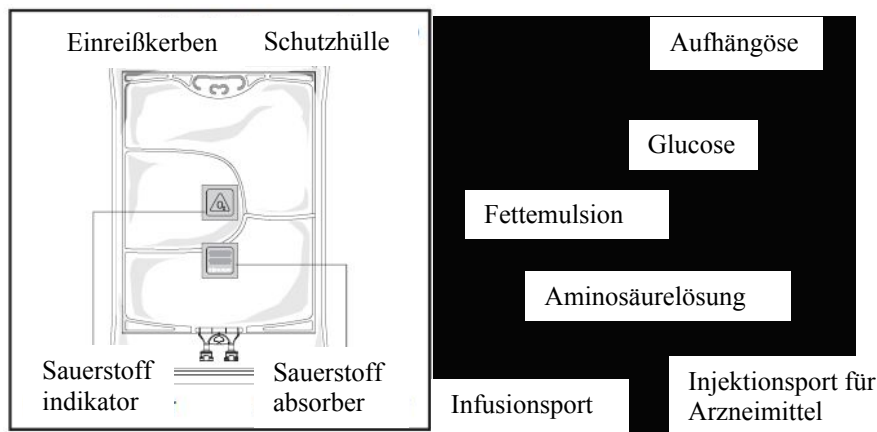 Einreißkerben
Schutzhülle
Sauerstoff
indikator
Sauerstoff
absorber
Aufhängöse
Glucose
Fettemulsion
Aminosäurelösung
Infusionsport
Injektionsport für
Arzneimittel